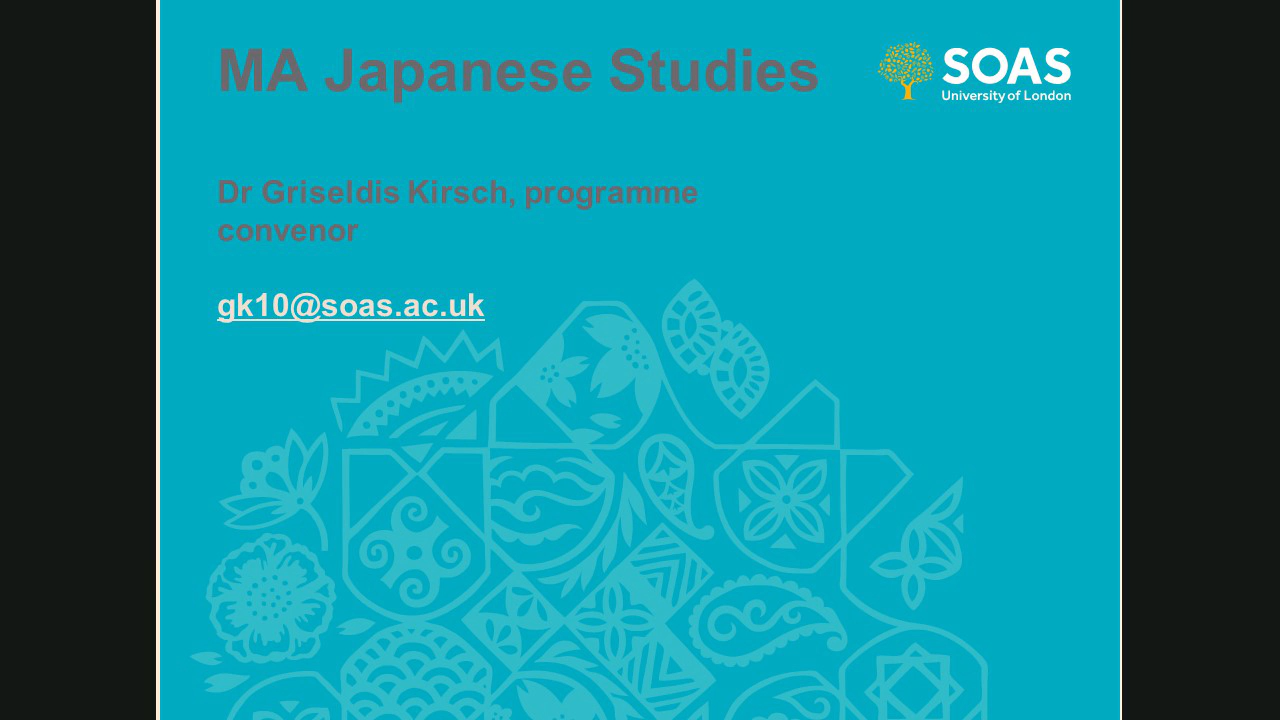 MA Japanese Studies
SOAS
University of London
Dr Griseldis Kirsch, programme
convenor
gk10@soas.ac.uk